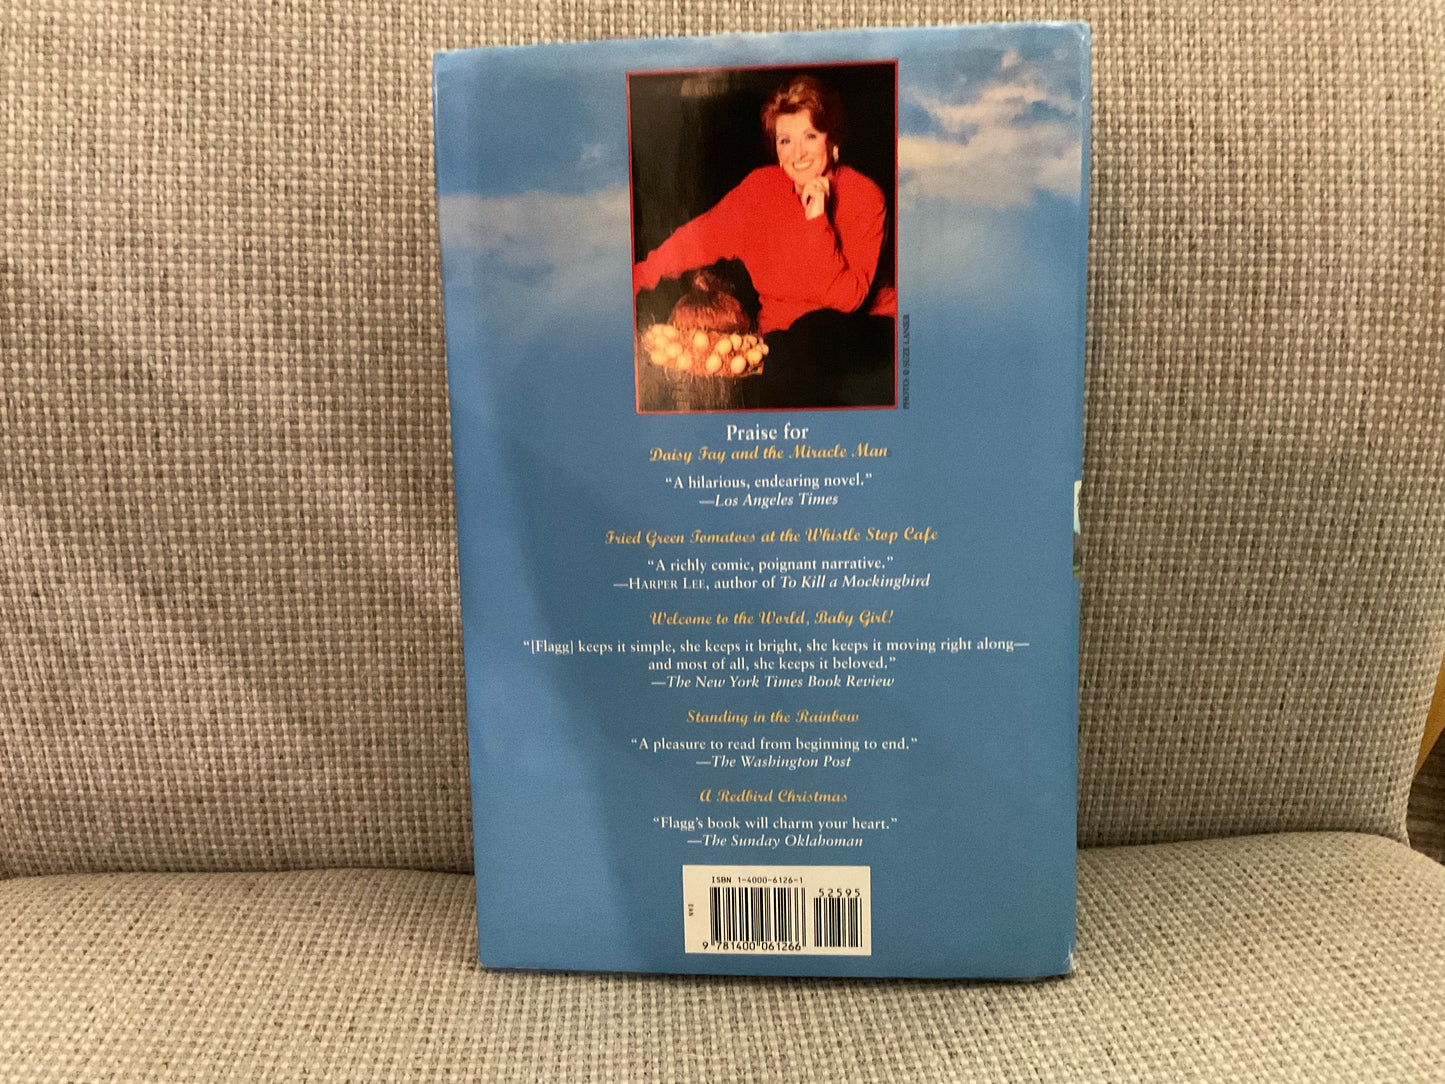 PHOTO: © SUZE LANIER
Praise for
Daisy Fay and the Miracle Man
“A hilarious, endearing novel.”
—Los Angeles Times
Fried Green Tomatoes at the Whistle Stop Cafe
“A richly comic, poignant narrative.”
—HARPER LEE, author of To Kill a Mockingbird
Welcome to the World, Baby Girl!
“[Flagg] keeps it simple, she keeps it bright, she keeps it moving right along—
and most of all, she keeps it beloved.”
—The New York Times Book Review
Standing in the Rainbow
“A pleasure to read from beginning to end.”
—The Washington Post
A Redbird Christmas
“Flagg’s book will charm your heart.”
—The Sunday Oklahoman
ISBN 1-4000-6126-1
52595
EAN
9 781400 061266